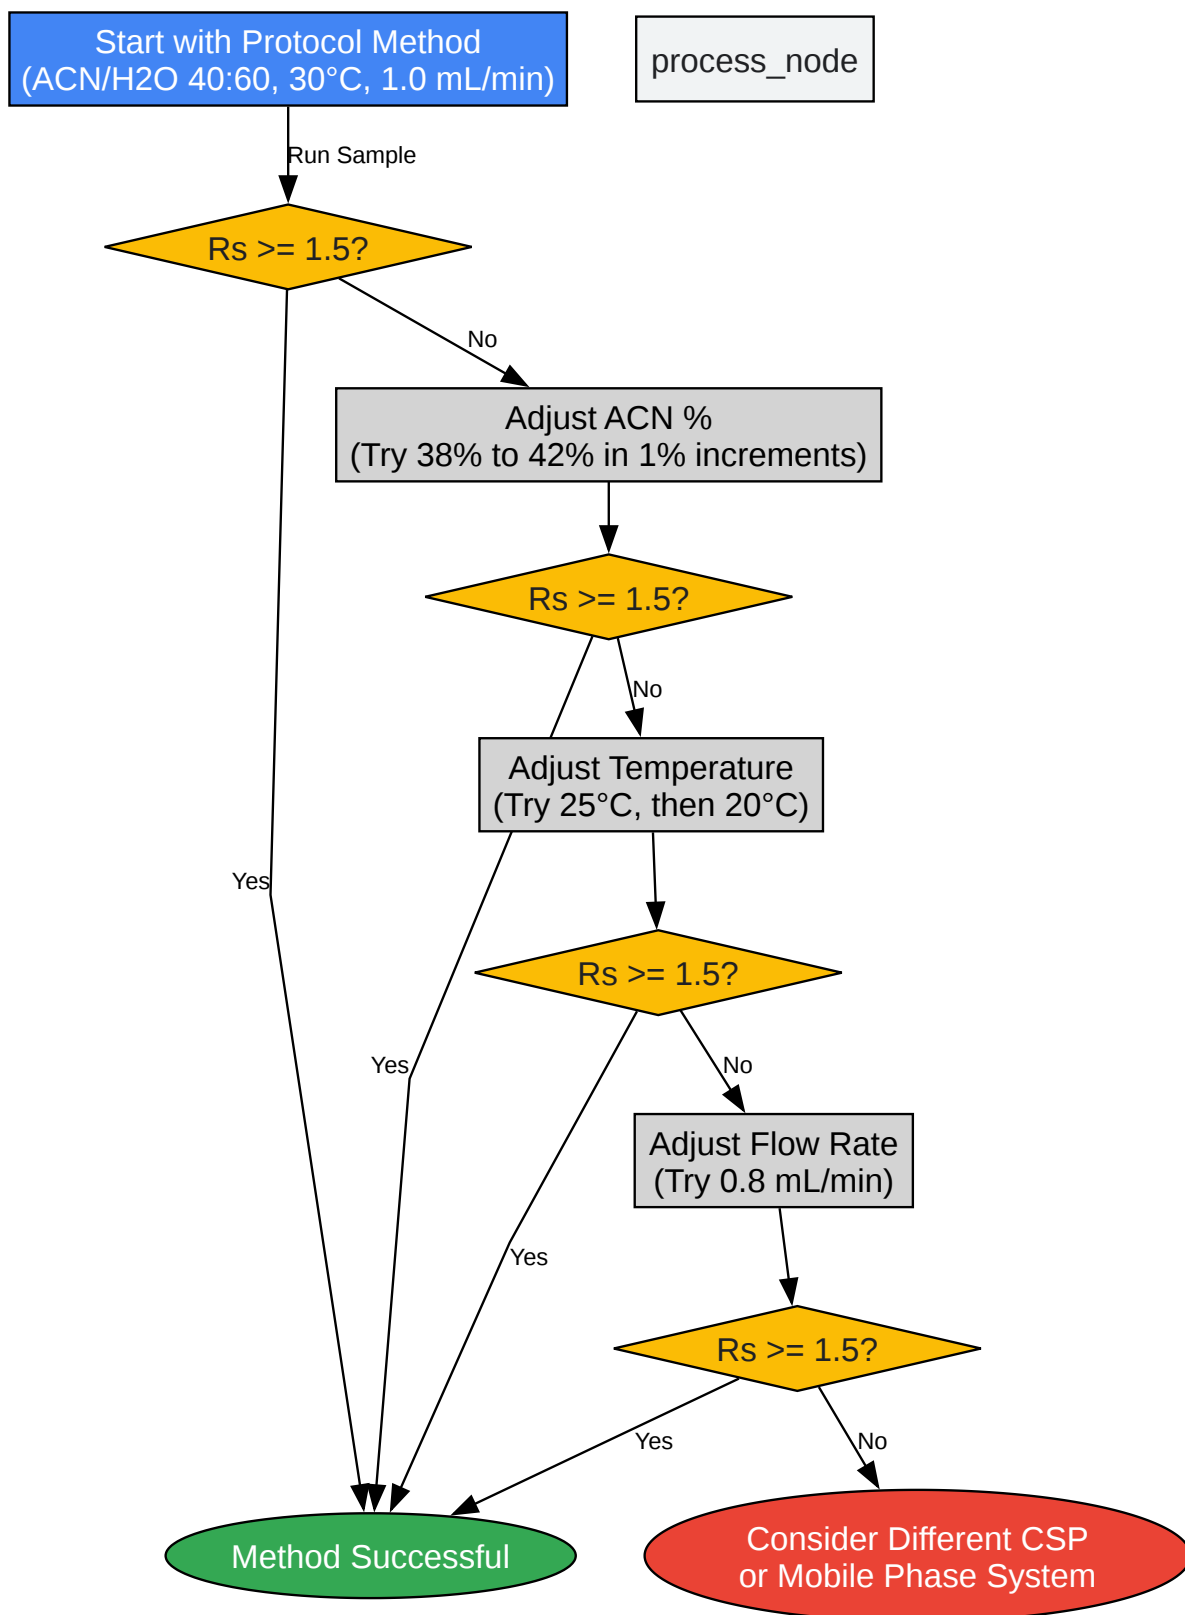 Start with Protocol Method
(ACN/H2O 40:60, 30°C, 1.0 mL/min)
process_node
Run Sample
Rs >= 1.5?
No
Adjust ACN %
(Try 38% to 42% in 1% increments)
Rs >= 1.5?
No
Adjust Temperature
(Try 25°C, then 20°C)
Yes
Rs >= 1.5?
Yes
No
Adjust Flow Rate
(Try 0.8 mL/min)
Yes
Rs >= 1.5?
Yes
No
Method Successful
Consider Different CSP
or Mobile Phase System